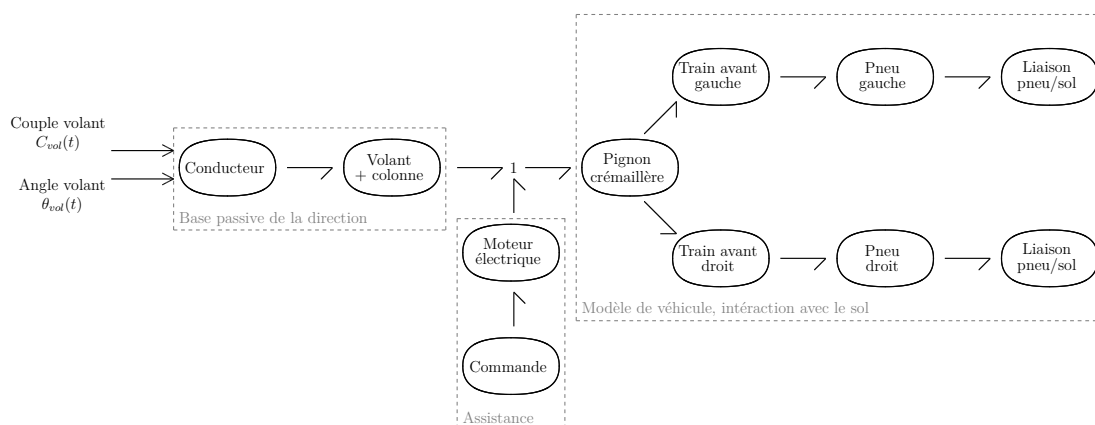 Couple volant
C_vol(t)
Angle volant
θ_vol(t)
Conducteur
Volant
+ colonne
Base passive de la direction
1
Moteur
électrique
Commande
Assistance
Pignon
crémaillère
Train avant
gauche
Pneu
gauche
Liaison
pneu/sol
Train avant
droit
Pneu
droit
Liaison
pneu/sol
Modèle de véhicule, intéraction avec le sol